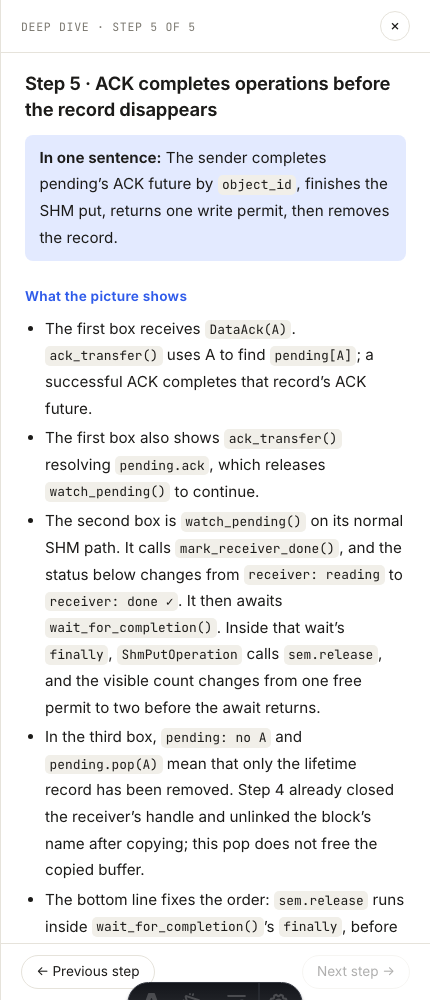 DEEP DIVE · STEP 5 OF 5
×
Step 5 · ACK completes operations before
the record disappears
In one sentence: The sender completes
pending’s ACK future by object_id, finishes the
SHM put, returns one write permit, then removes
the record.
What the picture shows
• The first box receives DataAck(A).
ack_transfer() uses A to find pending[A]; a
successful ACK completes that record’s ACK
future.
• The first box also shows ack_transfer()
resolving pending.ack, which releases
watch_pending() to continue.
• The second box is watch_pending() on its normal
SHM path. It calls mark_receiver_done(), and the
status below changes from receiver: reading to
receiver: done ✓. It then awaits
wait_for_completion(). Inside that wait’s
finally, ShmPutOperation calls sem.release,
and the visible count changes from one free
permit to two before the await returns.
• In the third box, pending: no A and
pending.pop(A) mean that only the lifetime
record has been removed. Step 4 already closed
the receiver’s handle and unlinked the block’s
name after copying; this pop does not free the
copied buffer.
• The bottom line fixes the order: sem.release runs
inside wait_for_completion()’s finally, before
← Previous step
Next step →